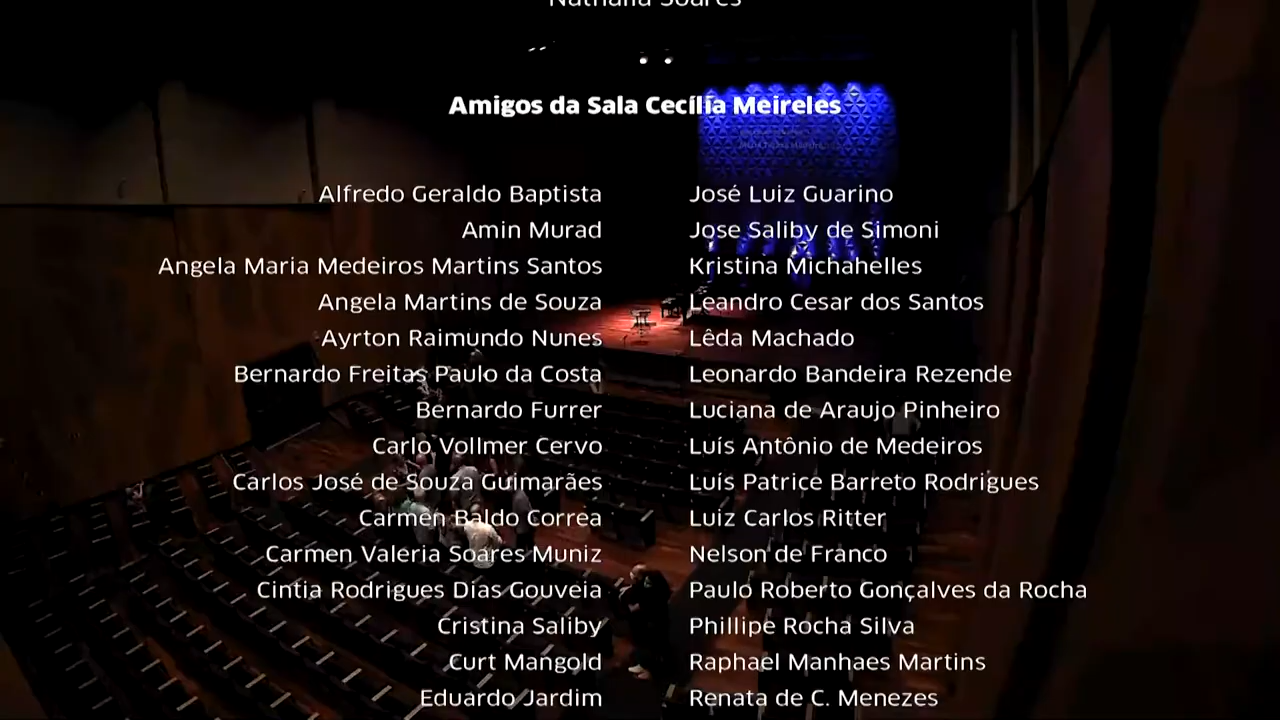 Nathalia Soares
Amigos da Sala Cecília Meireles
Alfredo Geraldo Baptista
Amin Murad
Angela Maria Medeiros Martins Santos
Angela Martins de Souza
Ayrton Raimundo Nunes
Bernardo Freitas Paulo da Costa
Bernardo Furrer
Carlo Vollmer Cervo
Carlos José de Souza Guimarães
Carmen Baldo Correa
Carmen Valeria Soares Muniz
Cintia Rodrigues Dias Gouveia
Cristina Saliby
Curt Mangold
Eduardo Jardim
José Luiz Guarino
Jose Saliby de Simoni
Kristina Michahelles
Leandro Cesar dos Santos
Lêda Machado
Leonardo Bandeira Rezende
Luciana de Araujo Pinheiro
Luís Antônio de Medeiros
Luís Patrice Barreto Rodrigues
Luiz Carlos Ritter
Nelson de Franco
Paulo Roberto Gonçalves da Rocha
Phillipe Rocha Silva
Raphael Manhaes Martins
Renata de C. Menezes